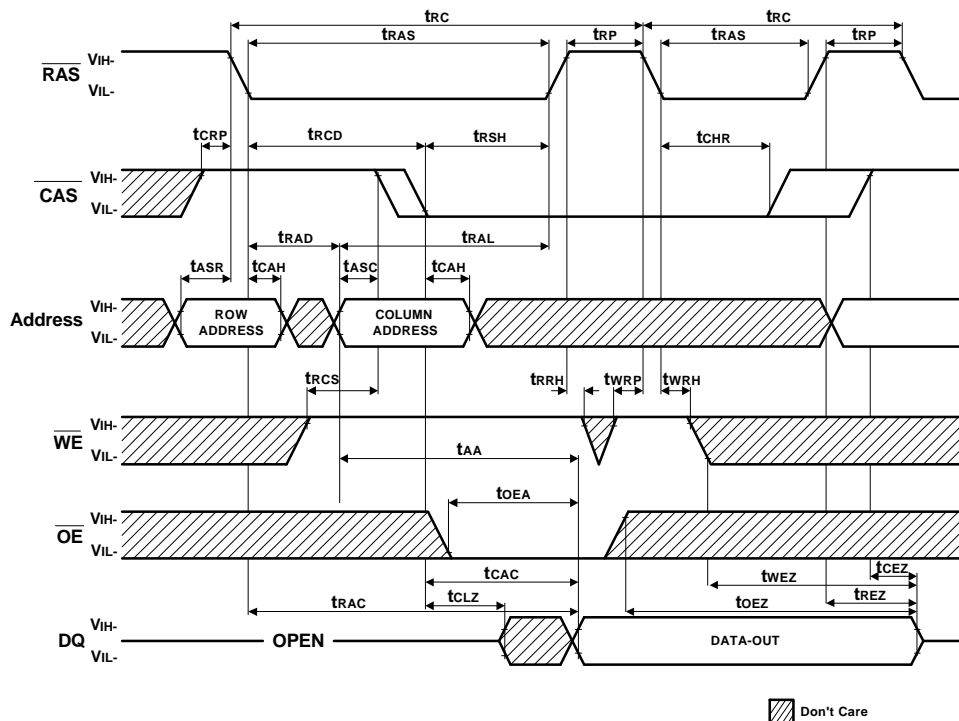 tRC tRC
tRAS tRP tRAS tRP
VIH-
RAS
VIL-
tCRP tRCD tRSH tCHR
VIH-
CAS
VIL-
tRAD tRAL
tASR tCAH tASC tCAH
VIH-
Address ROW ADDRESS COLUMN ADDRESS
VIL-
tRCS tRRH tWRP tWRH
VIH-
WE
VIL-
tAA
tOEA
VIH-
OE
VIL-
tCAC tWEZ tCEZ
tRAC tCLZ tOEZ tREZ
VIH-
DQ OPEN DATA-OUT
VIL-
Don't Care